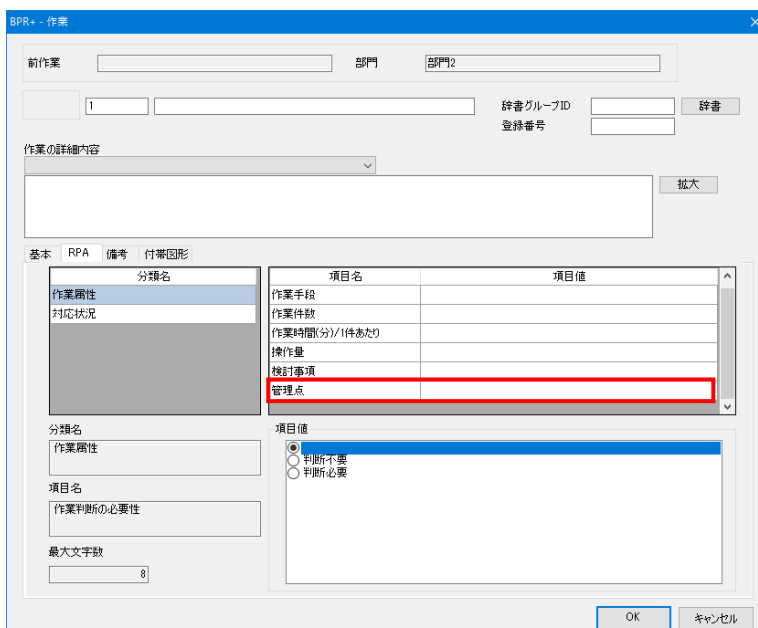 BPR+ - 作業
前作業 部門 部門2
1 辞書グループID 辞書
登録番号
作業の詳細内容
拡大
基本 RPA 備考 付帯図形
分類名 項目名 項目値
作業属性 作業手段
対応状況 作業件数
作業時間(分)/1件あたり
操作量
検討事項
管理点
分類名 項目値
作業属性
判断不要
判断必要
項目名
作業判断の必要性
最大文字数
8
OK キャンセル